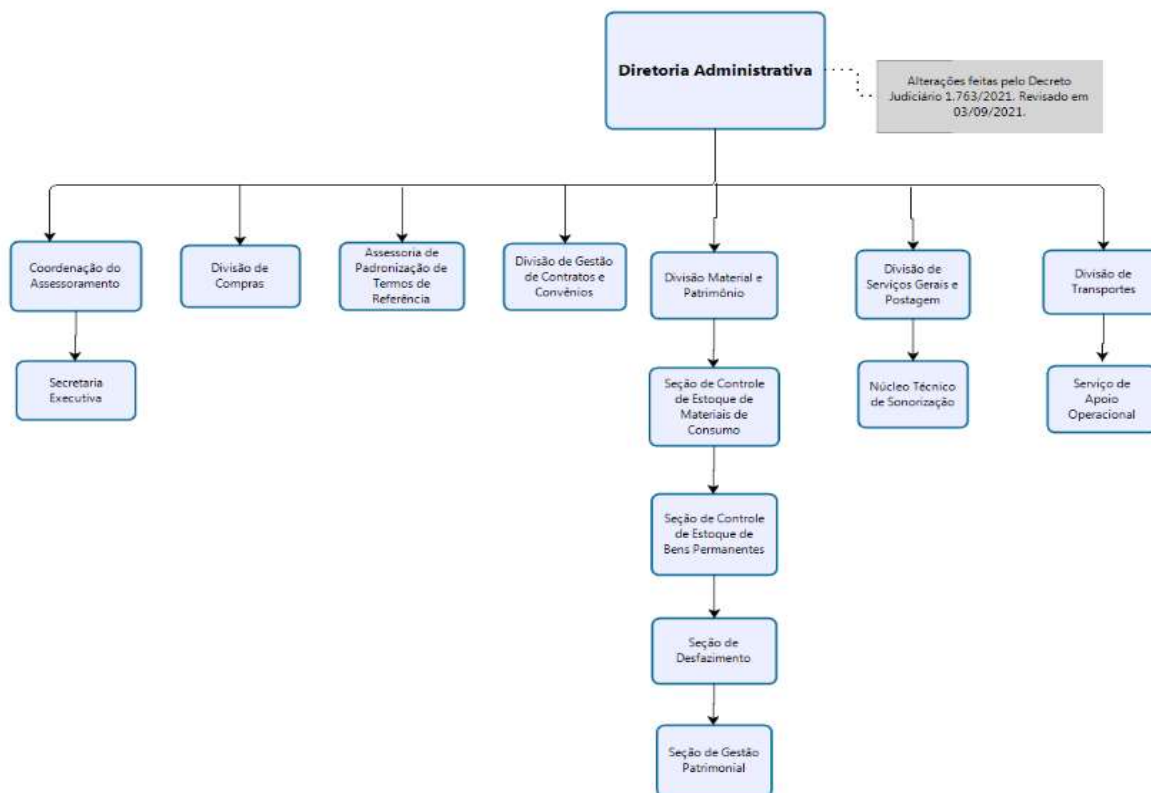 Diretoria Administrativa
Alterações feitas pelo Decreto
Judiciário 1.763/2021. Revisado em
03/09/2021.
Coordenação do
Assessoramento
Divisão de
Compras
Assessoria de
Padronização de
Termos de
Referência
Divisão de Gestão
de Contratos e
Convênios
Divisão Material e
Patrimônio
Divisão de
Serviços Gerais e
Postagem
Divisão de
Transportes
Secretaria
Executiva
Seção de Controle
de Estoque de
Materiais de
Consumo
Núcleo Técnico
de Sonorização
Serviço de
Apoio
Operacional
Seção de Controle
de Estoque de
Bens Permanentes
Seção de
Desfazimento
Seção de Gestão
Patrimonial